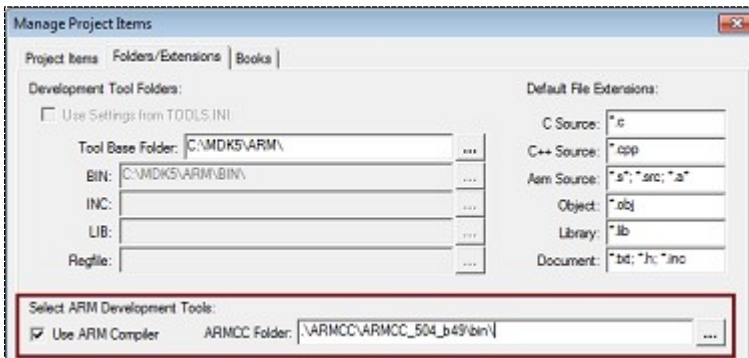 Manage Project Items
Project Items Folders/Extensions Books
Development Tool Folders:
Use Settings from TOOLS.INI:
Tool Base Folder: C:\MDK5\ARM\ ...
BIN: C:\MDK5\ARM\BIN\ ...
INC: ...
LIB: ...
Regfile: ...
Default File Extensions:
C Source: *.c
C++ Source: *.cpp
Asm Source: *.s*; *.src; *.a*
Object: *.obj
Library: *.lib
Document: *.txt; *.h; *.inc
Select ARM Development Tools:
Use ARM Compiler ARMCC Folder: .\ARMCC\ARMCC_504_b49\bin\ ...